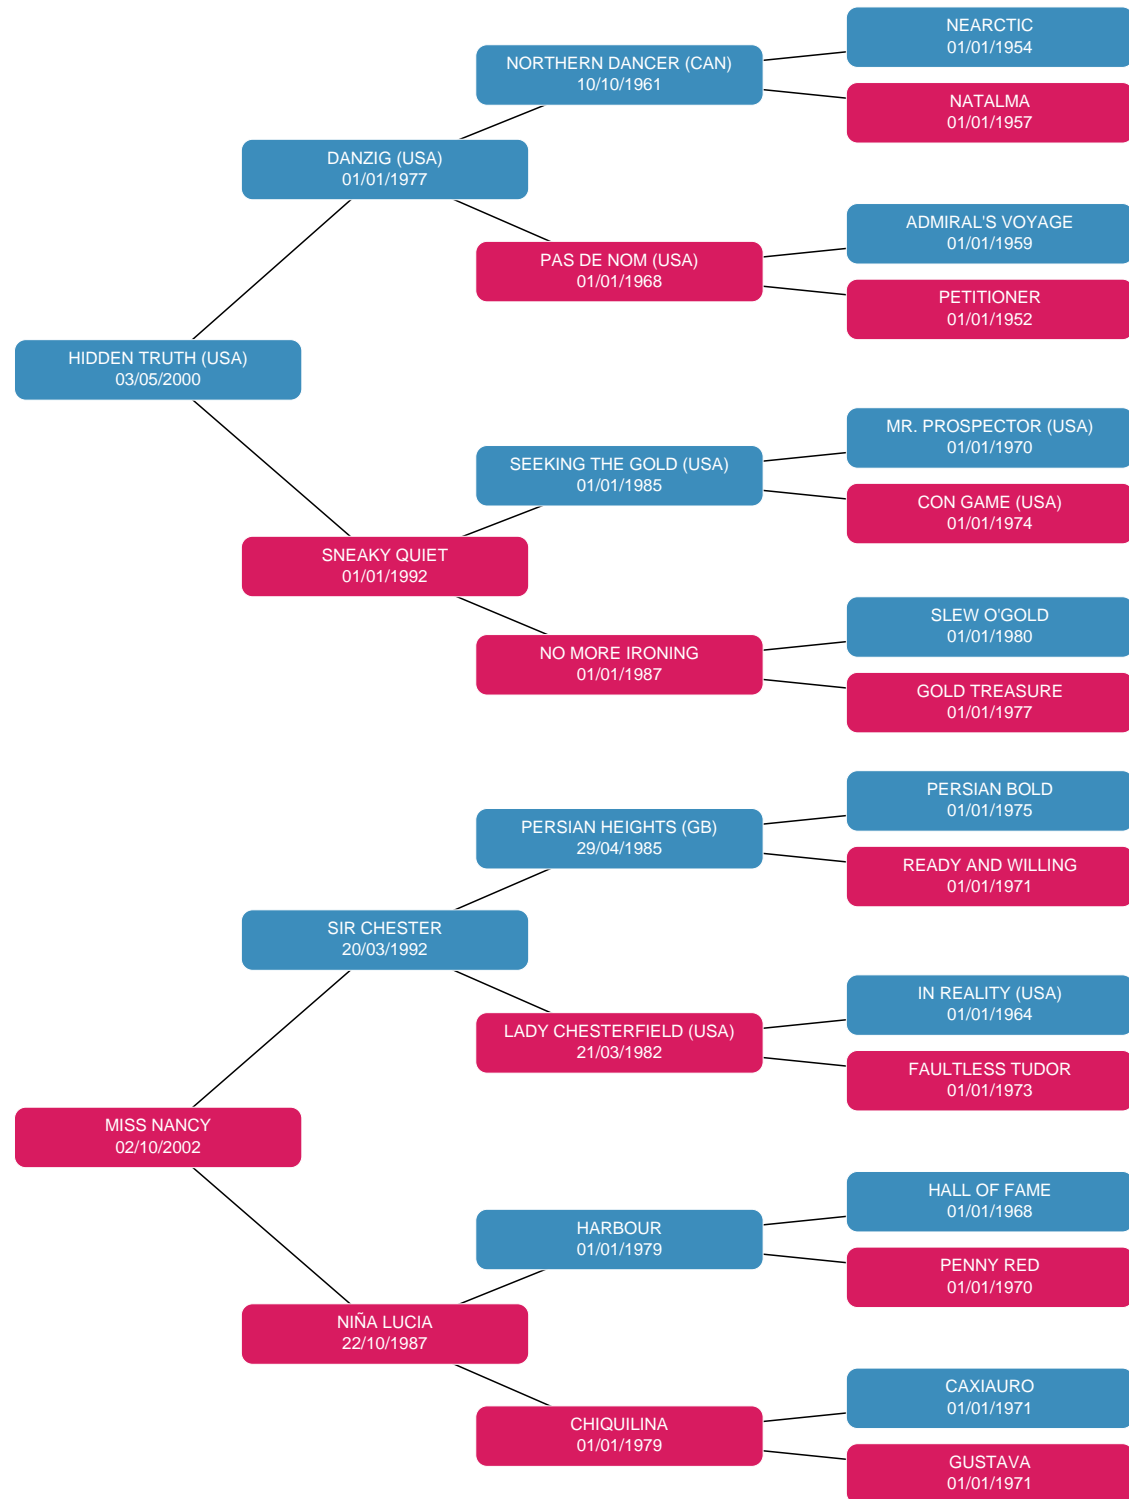 NEARCTIC
01/01/1954
NORTHERN DANCER (CAN)
10/10/1961
NATALMA
01/01/1957
DANZIG (USA)
01/01/1977
ADMIRAL'S VOYAGE
01/01/1959
PAS DE NOM (USA)
01/01/1968
PETITIONER
01/01/1952
HIDDEN TRUTH (USA)
03/05/2000
MR. PROSPECTOR (USA)
01/01/1970
SEEKING THE GOLD (USA)
01/01/1985
CON GAME (USA)
01/01/1974
SNEAKY QUIET
01/01/1992
SLEW O'GOLD
01/01/1980
NO MORE IRONING
01/01/1987
GOLD TREASURE
01/01/1977
PERSIAN BOLD
01/01/1975
PERSIAN HEIGHTS (GB)
29/04/1985
READY AND WILLING
01/01/1971
SIR CHESTER
20/03/1992
IN REALITY (USA)
01/01/1964
LADY CHESTERFIELD (USA)
21/03/1982
FAULTLESS TUDOR
01/01/1973
MISS NANCY
02/10/2002
HALL OF FAME
01/01/1968
HARBOUR
01/01/1979
PENNY RED
01/01/1970
NIÑA LUCIA
22/10/1987
CAXIAURO
01/01/1971
CHIQUILINA
01/01/1979
GUSTAVA
01/01/1971